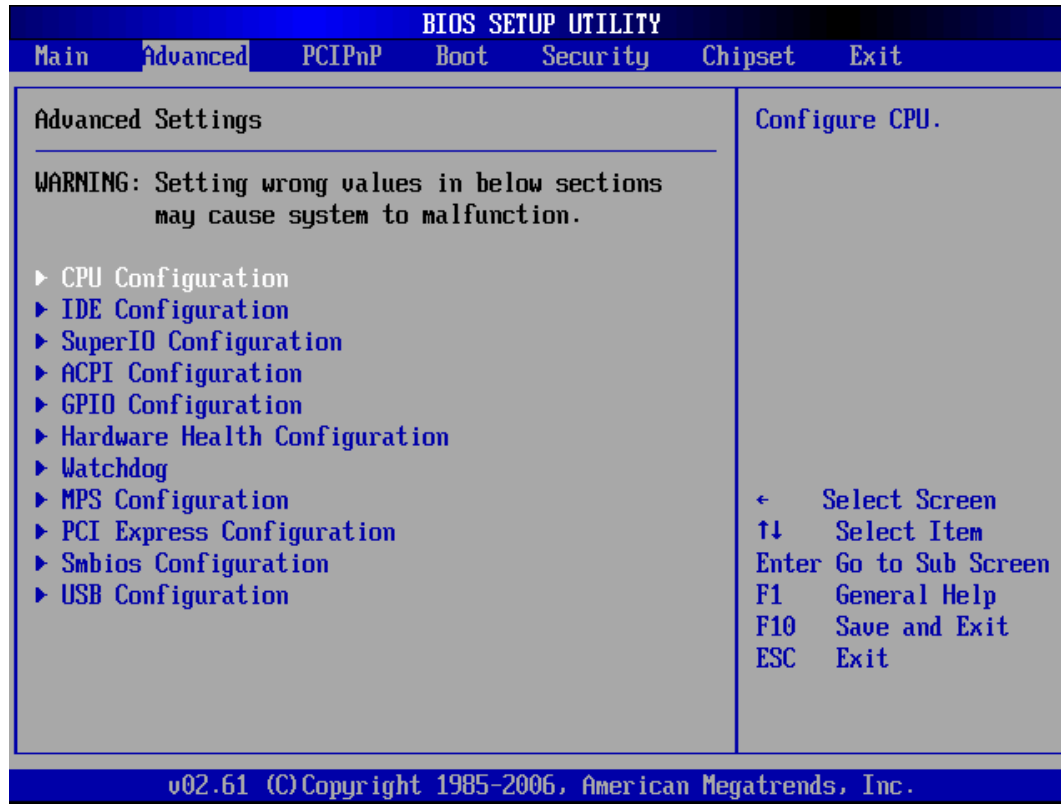 BIOS SETUP UTILITY
Main Advanced PCIPnP Boot Security Chipset Exit
Advanced Settings
WARNING: Setting wrong values in below sections
may cause system to malfunction.
▶ CPU Configuration
▶ IDE Configuration
▶ SuperIO Configuration
▶ ACPI Configuration
▶ GPIO Configuration
▶ Hardware Health Configuration
▶ Watchdog
▶ MPS Configuration
▶ PCI Express Configuration
▶ Smbios Configuration
▶ USB Configuration
Configure CPU.
← Select Screen
↑↓ Select Item
Enter Go to Sub Screen
F1 General Help
F10 Save and Exit
ESC Exit
v02.61 (C)Copyright 1985-2006, American Megatrends, Inc.